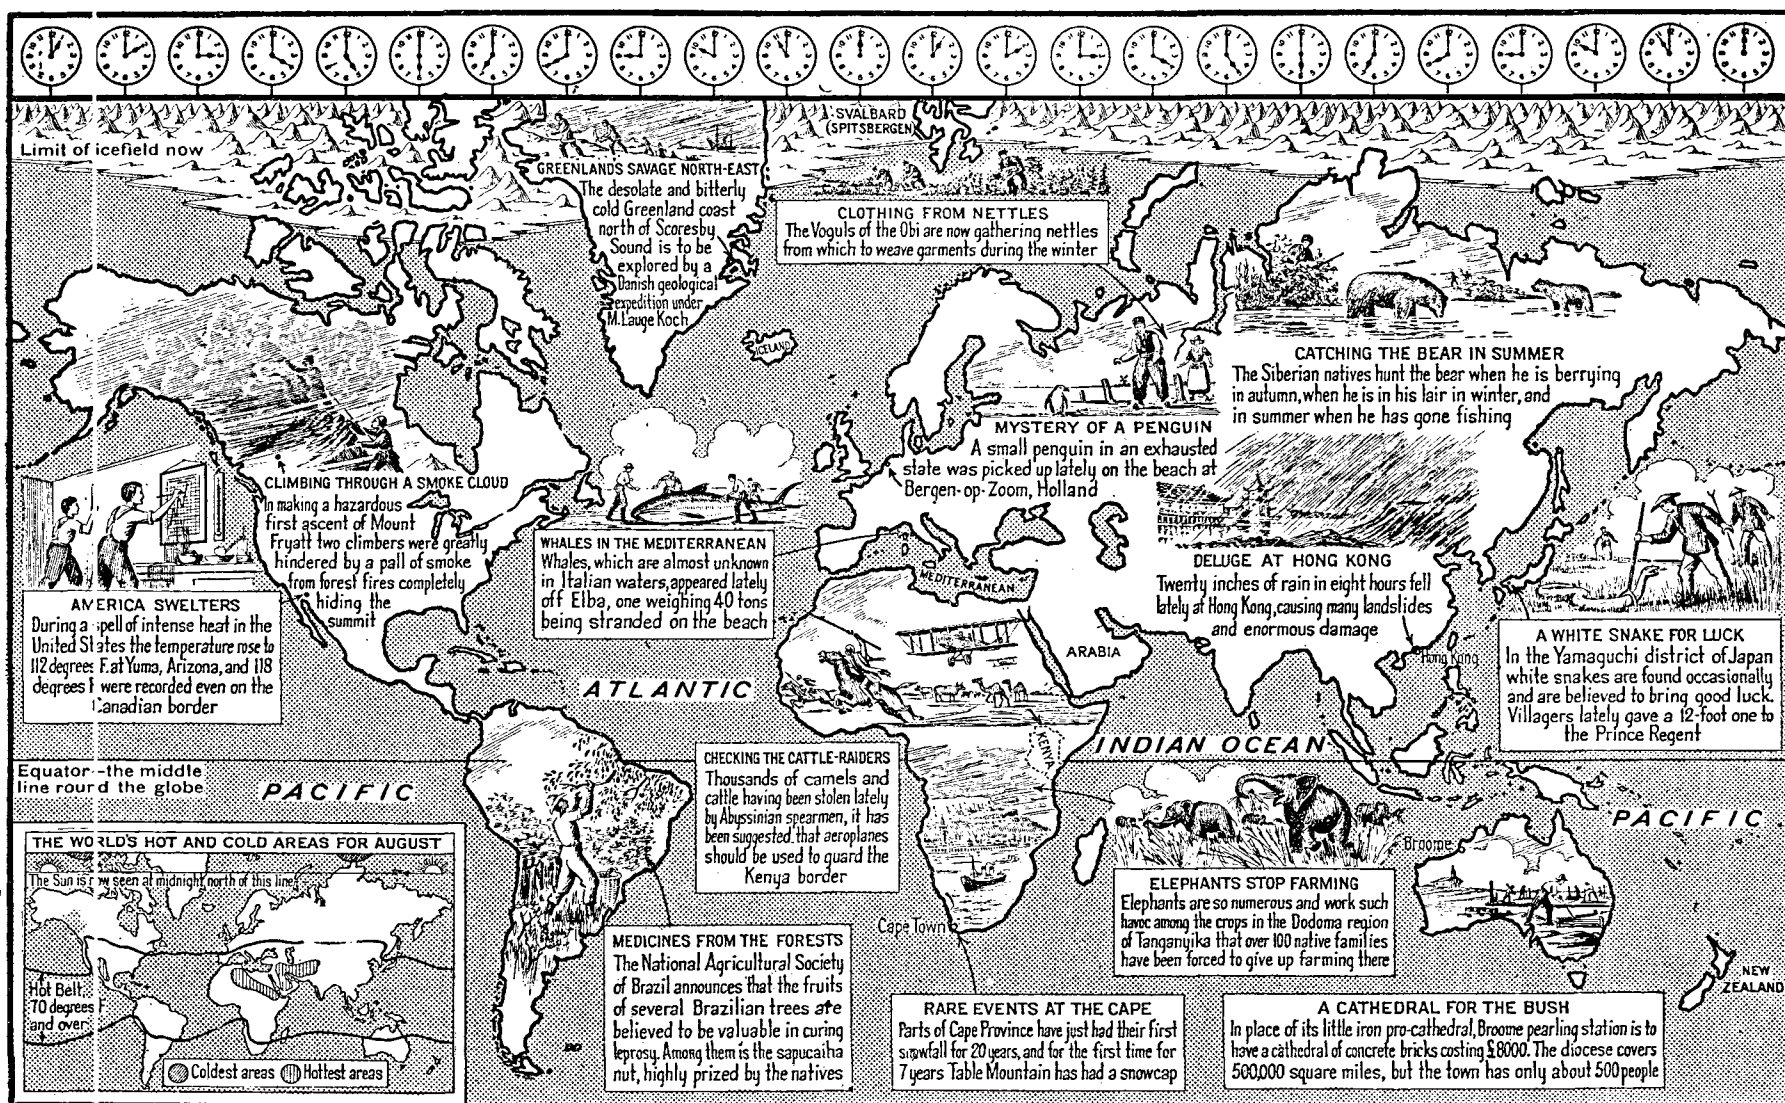 Limit of icefield now
SVALBARD
(SPITSBERGEN)
GREENLANDS SAVAGE NORTH-EAST
The desolate and bitterly
cold Greenland coast
north of Scoresby
Sound is to be
explored by a
Danish geological
expedition under
M. Lauge Koch
CLOTHING FROM NETTLES
The Voguls of the Obi are now gathering nettles
from which to weave garments during the winter
ICELAND
CATCHING THE BEAR IN SUMMER
The Siberian natives hunt the bear when he is berrying
in autumn, when he is in his lair in winter, and
in summer when he has gone fishing
MYSTERY OF A PENGUIN
A small penguin in an exhausted
state was picked up lately on the beach at
Bergen-op-Zoom, Holland
CLIMBING THROUGH A SMOKE CLOUD
In making a hazardous
first ascent of Mount
Fryatt two climbers were greatly
hindered by a pall of smoke
from forest fires completely
hiding the
summit
WHALES IN THE MEDITERRANEAN
Whales, which are almost unknown
in Italian waters, appeared lately
off Elba, one weighing 40 tons
being stranded on the beach
MEDITERRANEAN
DELUGE AT HONG KONG
Twenty inches of rain in eight hours fell
lately at Hong Kong, causing many landslides
and enormous damage
Hong Kong
AMERICA SWELTERS
During a spell of intense heat in the
United States the temperature rose to
112 degrees F. at Yuma, Arizona, and 118
degrees F were recorded even on the
Canadian border
A WHITE SNAKE FOR LUCK
In the Yamaguchi district of Japan
white snakes are found occasionally
and are believed to bring good luck.
Villagers lately gave a 12-foot one to
the Prince Regent
ARABIA
ATLANTIC
KENYA
INDIAN OCEAN
Equator--the middle
line round the globe
PACIFIC
CHECKING THE CATTLE-RAIDERS
Thousands of camels and
cattle having been stolen lately
by Abyssinian spearmen, it has
been suggested that aeroplanes
should be used to guard the
Kenya border
PACIFIC
Broome
ELEPHANTS STOP FARMING
Elephants are so numerous and work such
havoc among the crops in the Dodoma region
of Tanganyika that over 100 native families
have been forced to give up farming there
THE WORLD'S HOT AND COLD AREAS FOR AUGUST
The Sun is now seen at midnight north of this line
Hot Belt,
70 degrees F
and over
Coldest areas Hottest areas
Cape Town
MEDICINES FROM THE FORESTS
The National Agricultural Society
of Brazil announces that the fruits
of several Brazilian trees are
believed to be valuable in curing
leprosy. Among them is the sapucaiha
nut, highly prized by the natives
RARE EVENTS AT THE CAPE
Parts of Cape Province have just had their first
snowfall for 20 years, and for the first time for
7 years Table Mountain has had a snowcap
A CATHEDRAL FOR THE BUSH
In place of its little iron pro-cathedral, Broome pearling station is to
have a cathedral of concrete bricks costing £8000. The diocese covers
500,000 square miles, but the town has only about 500 people
NEW
ZEALAND